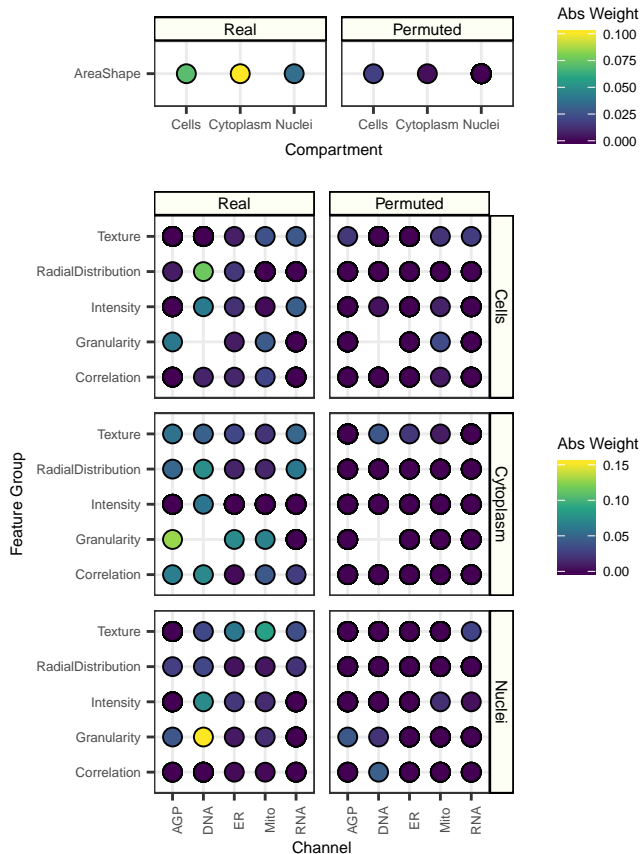 Real
Permuted
AreaShape
Cells
Cytoplasm
Nuclei
Cells
Cytoplasm
Nuclei
Compartment
Abs Weight
0.100
0.075
0.050
0.025
0.000
Real
Permuted
Feature Group
Texture
RadialDistribution
Intensity
Granularity
Correlation
Cells
Texture
RadialDistribution
Intensity
Granularity
Correlation
Cytoplasm
Texture
RadialDistribution
Intensity
Granularity
Correlation
Nuclei
AGP
DNA
ER
Mito
RNA
AGP
DNA
ER
Mito
RNA
Channel
Abs Weight
0.15
0.10
0.05
0.00